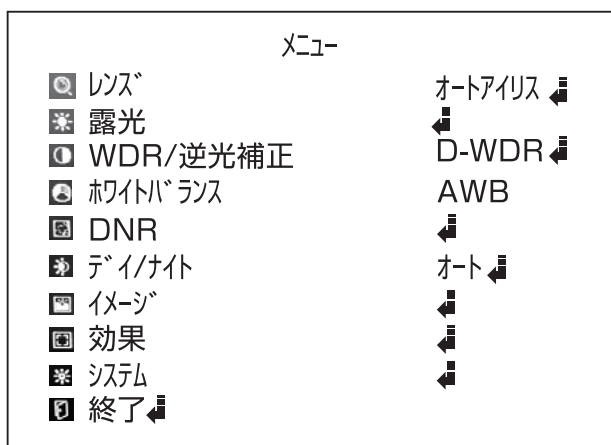 メニュー
レンズ オートアイリス ↲
露光 ↲
WDR/逆光補正 D-WDR ↲
ホワイトバランス AWB
DNR ↲
デイ/ナイト オート ↲
イメージ ↲
効果 ↲
システム ↲
終了 ↲